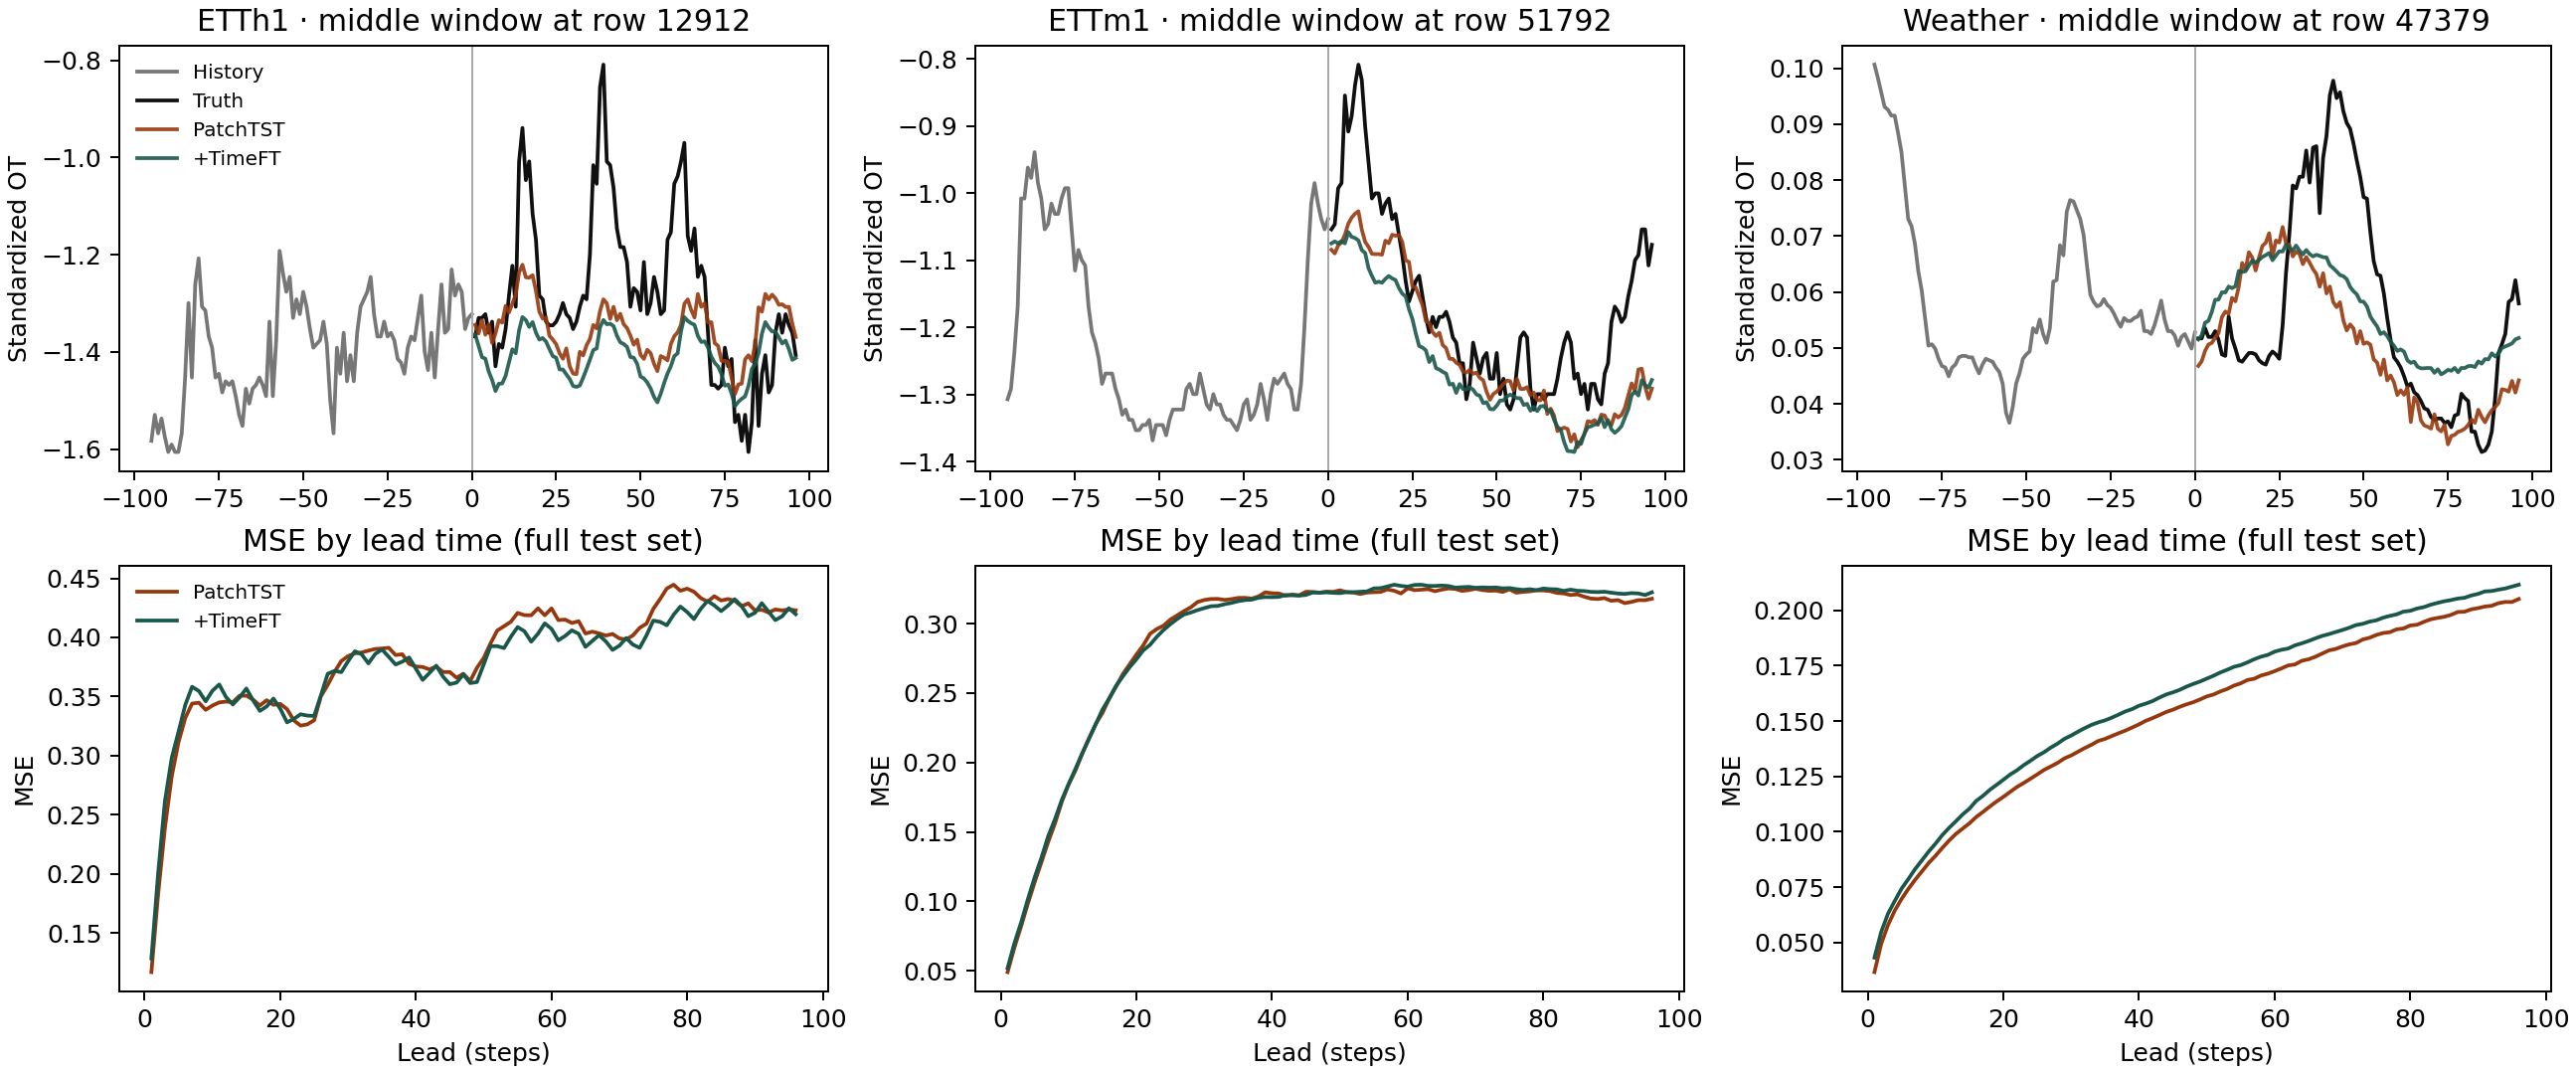 ETTh1 · middle window at row 12912
Standardized OT
−0.8
−1.0
−1.2
−1.4
−1.6
History
Truth
PatchTST
+TimeFT
−100 −75 −50 −25 0 25 50 75 100
ETTm1 · middle window at row 51792
Standardized OT
−0.8
−0.9
−1.0
−1.1
−1.2
−1.3
−1.4
−100 −75 −50 −25 0 25 50 75 100
Weather · middle window at row 47379
Standardized OT
0.10
0.09
0.08
0.07
0.06
0.05
0.04
0.03
−100 −75 −50 −25 0 25 50 75 100
MSE by lead time (full test set)
MSE
0.45
0.40
0.35
0.30
0.25
0.20
0.15
PatchTST
+TimeFT
0 20 40 60 80 100
Lead (steps)
MSE by lead time (full test set)
MSE
0.30
0.25
0.20
0.15
0.10
0.05
0 20 40 60 80 100
Lead (steps)
MSE by lead time (full test set)
MSE
0.200
0.175
0.150
0.125
0.100
0.075
0.050
0 20 40 60 80 100
Lead (steps)